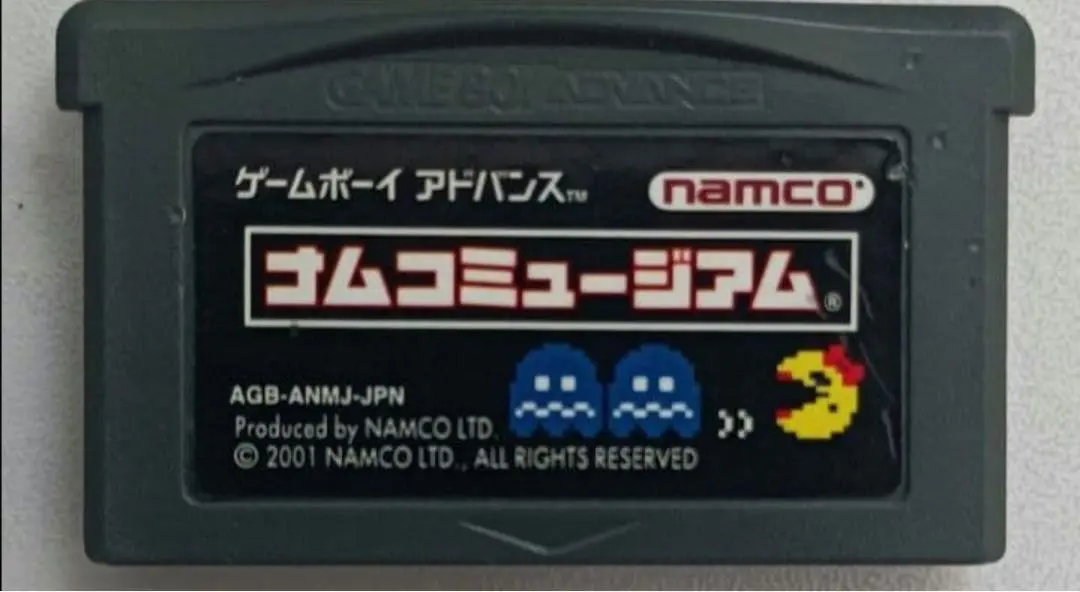 GAME BOY ADVANCE
ゲームボーイ アドバンス™
namco®
ナムコミュージアム®
AGB-ANMJ-JPN
Produced by NAMCO LTD.
© 2001 NAMCO LTD., ALL RIGHTS RESERVED